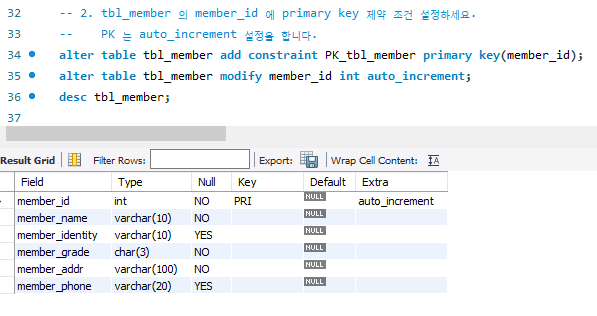 32 -- 2. tbl_member 의 member_id 에 primary key 제약 조건 설정하세요.
33 -- PK 는 auto_increment 설정을 합니다.
34 alter table tbl_member add constraint PK_tbl_member primary key(member_id);
35 alter table tbl_member modify member_id int auto_increment;
36 desc tbl_member;
37
Result Grid Filter Rows: Export: Wrap Cell Content: IA
Field Type Null Key Default Extra
member_id int NO PRI NULL auto_increment
member_name varchar(10) NO NULL
member_identity varchar(10) YES NULL
member_grade char(3) NO NULL
member_addr varchar(100) NO NULL
member_phone varchar(20) YES NULL